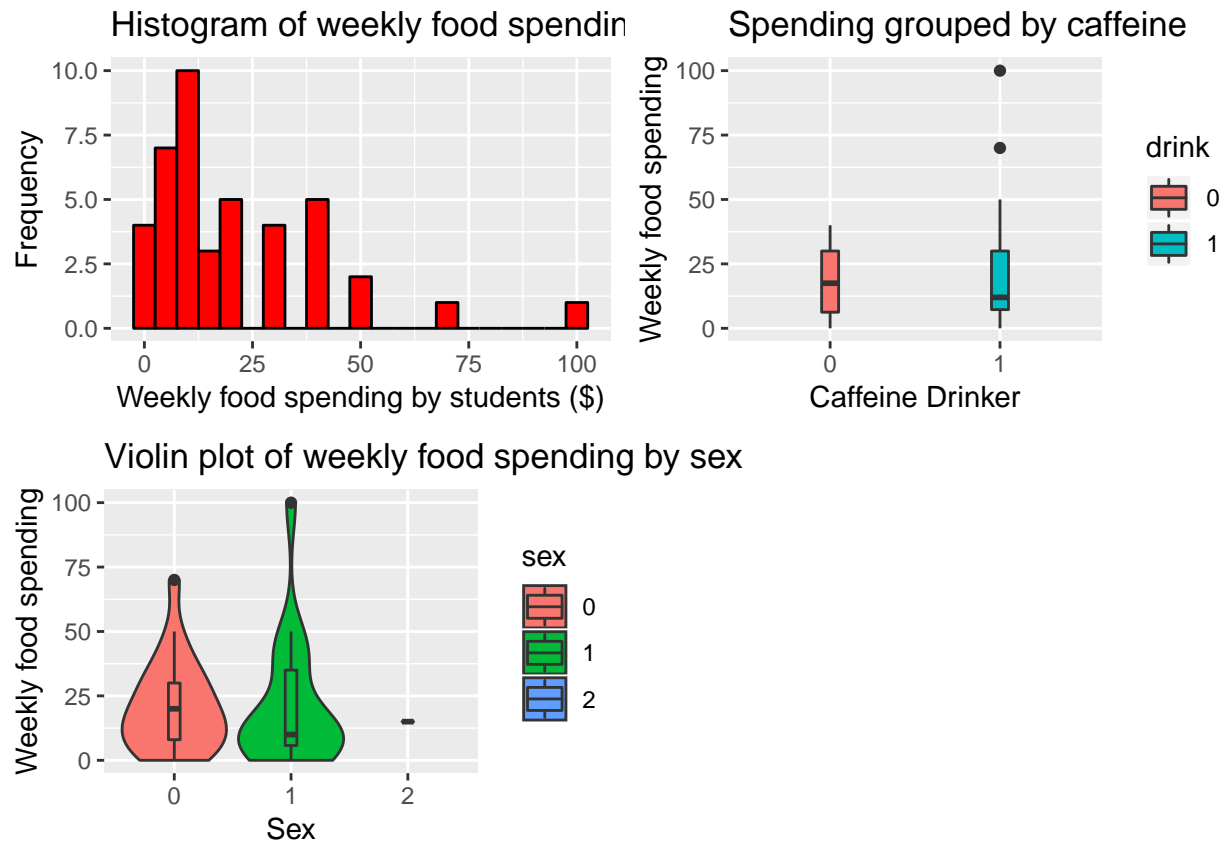 Histogram of weekly food spendin
10.0
7.5
5.0
2.5
0.0
Frequency
0 25 50 75 100
Weekly food spending by students ($)
Spending grouped by caffeine
100
75
50
25
0
Weekly food spending
0 1
Caffeine Drinker
drink
0
1
Violin plot of weekly food spending by sex
100
75
50
25
0
Weekly food spending
0 1 2
Sex
sex
0
1
2